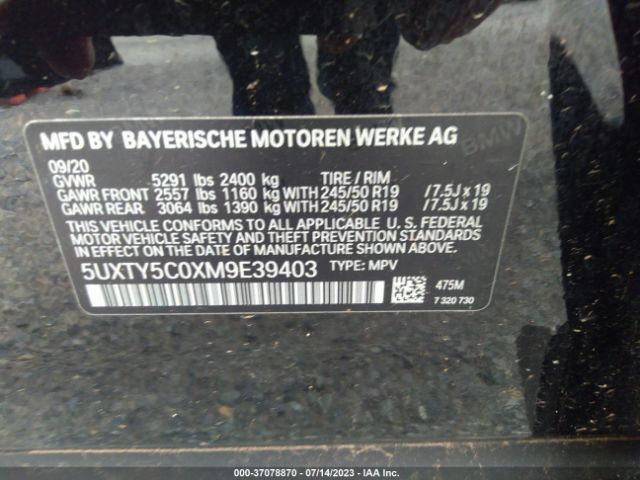 MFD BY BAYERISCHE MOTOREN WERKE AG
BMW
09/20
GVWR 5291 lbs 2400 kg TIRE / RIM
GAWR FRONT 2557 lbs 1160 kg WITH 245/50 R19 /7.5J x 19
GAWR REAR 3064 lbs 1390 kg WITH 245/50 R19 /7.5J x 19
THIS VEHICLE CONFORMS TO ALL APPLICABLE U. S. FEDERAL
MOTOR VEHICLE SAFETY, BUMPER, AND THEFT PREVENTION
STANDARDS IN EFFECT ON THE DATE OF MANUFACTURE SHOWN ABOVE.
5UXTY5C0XM9E39403 TYPE: MPV
475M
7 320 730
000-37078870 / 07/14/2023 - IAA Inc.